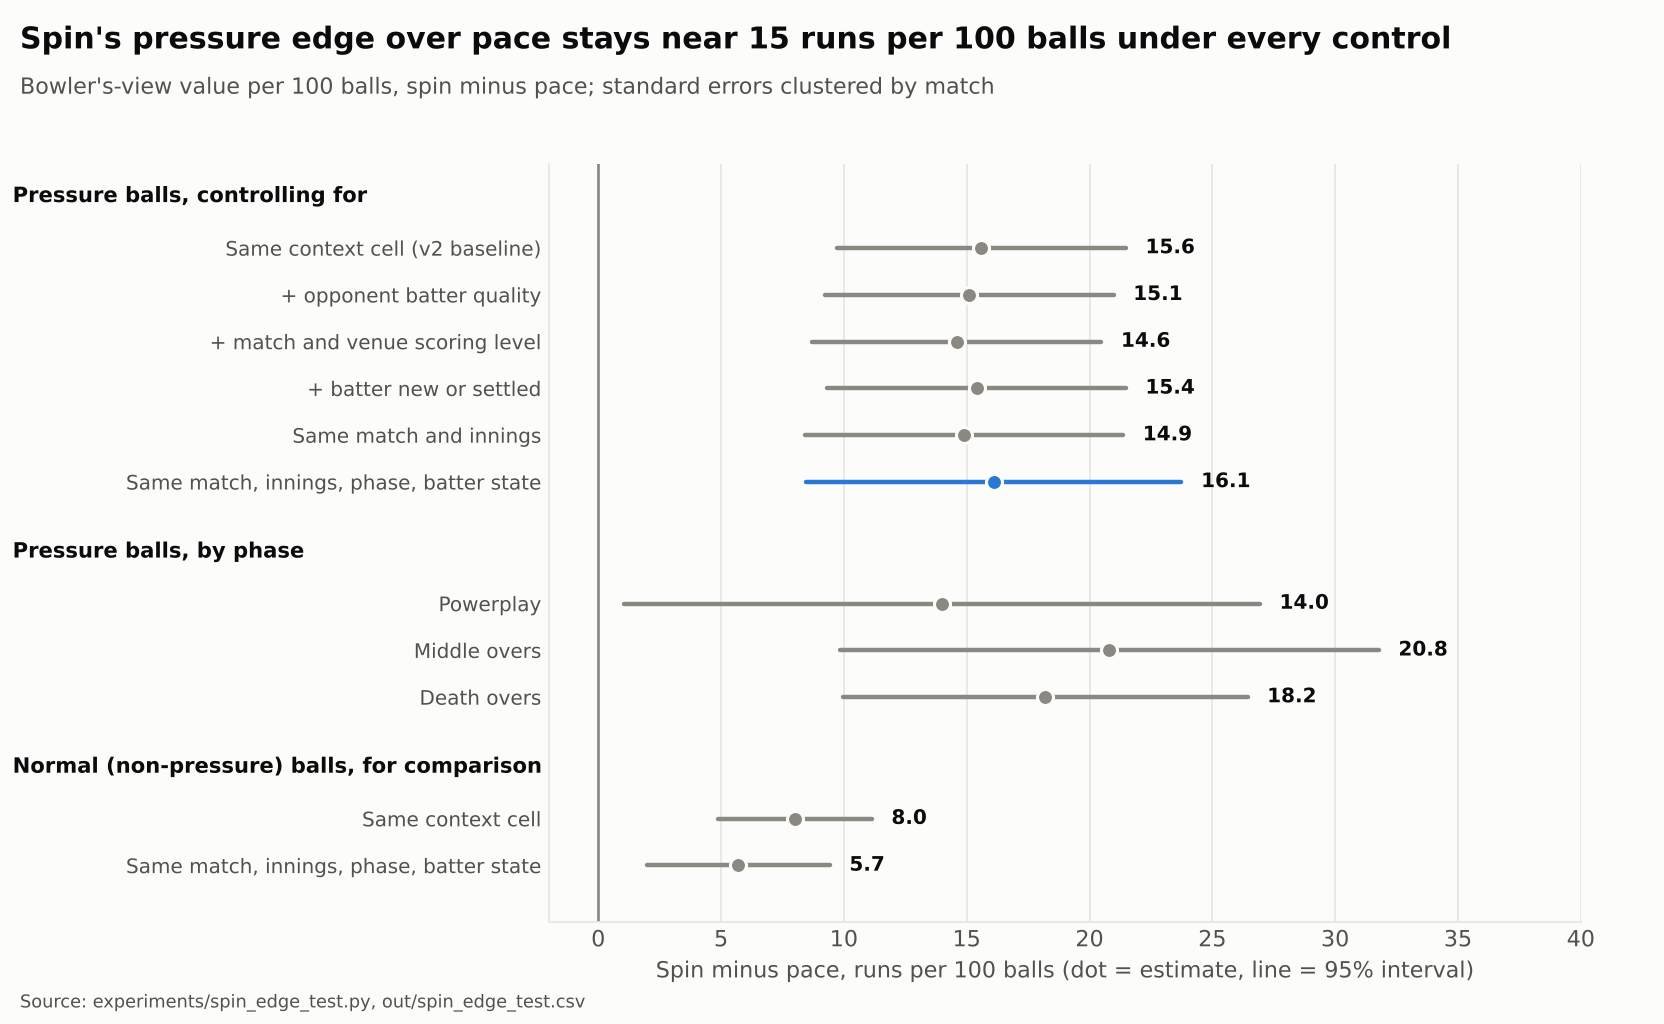 Spin's pressure edge over pace stays near 15 runs per 100 balls under every control
Bowler's-view value per 100 balls, spin minus pace; standard errors clustered by match
Pressure balls, controlling for
Same context cell (v2 baseline) 15.6
+ opponent batter quality 15.1
+ match and venue scoring level 14.6
+ batter new or settled 15.4
Same match and innings 14.9
Same match, innings, phase, batter state 16.1
Pressure balls, by phase
Powerplay 14.0
Middle overs 20.8
Death overs 18.2
Normal (non-pressure) balls, for comparison
Same context cell 8.0
Same match, innings, phase, batter state 5.7
0 5 10 15 20 25 30 35 40
Spin minus pace, runs per 100 balls (dot = estimate, line = 95% interval)
Source: experiments/spin_edge_test.py, out/spin_edge_test.csv